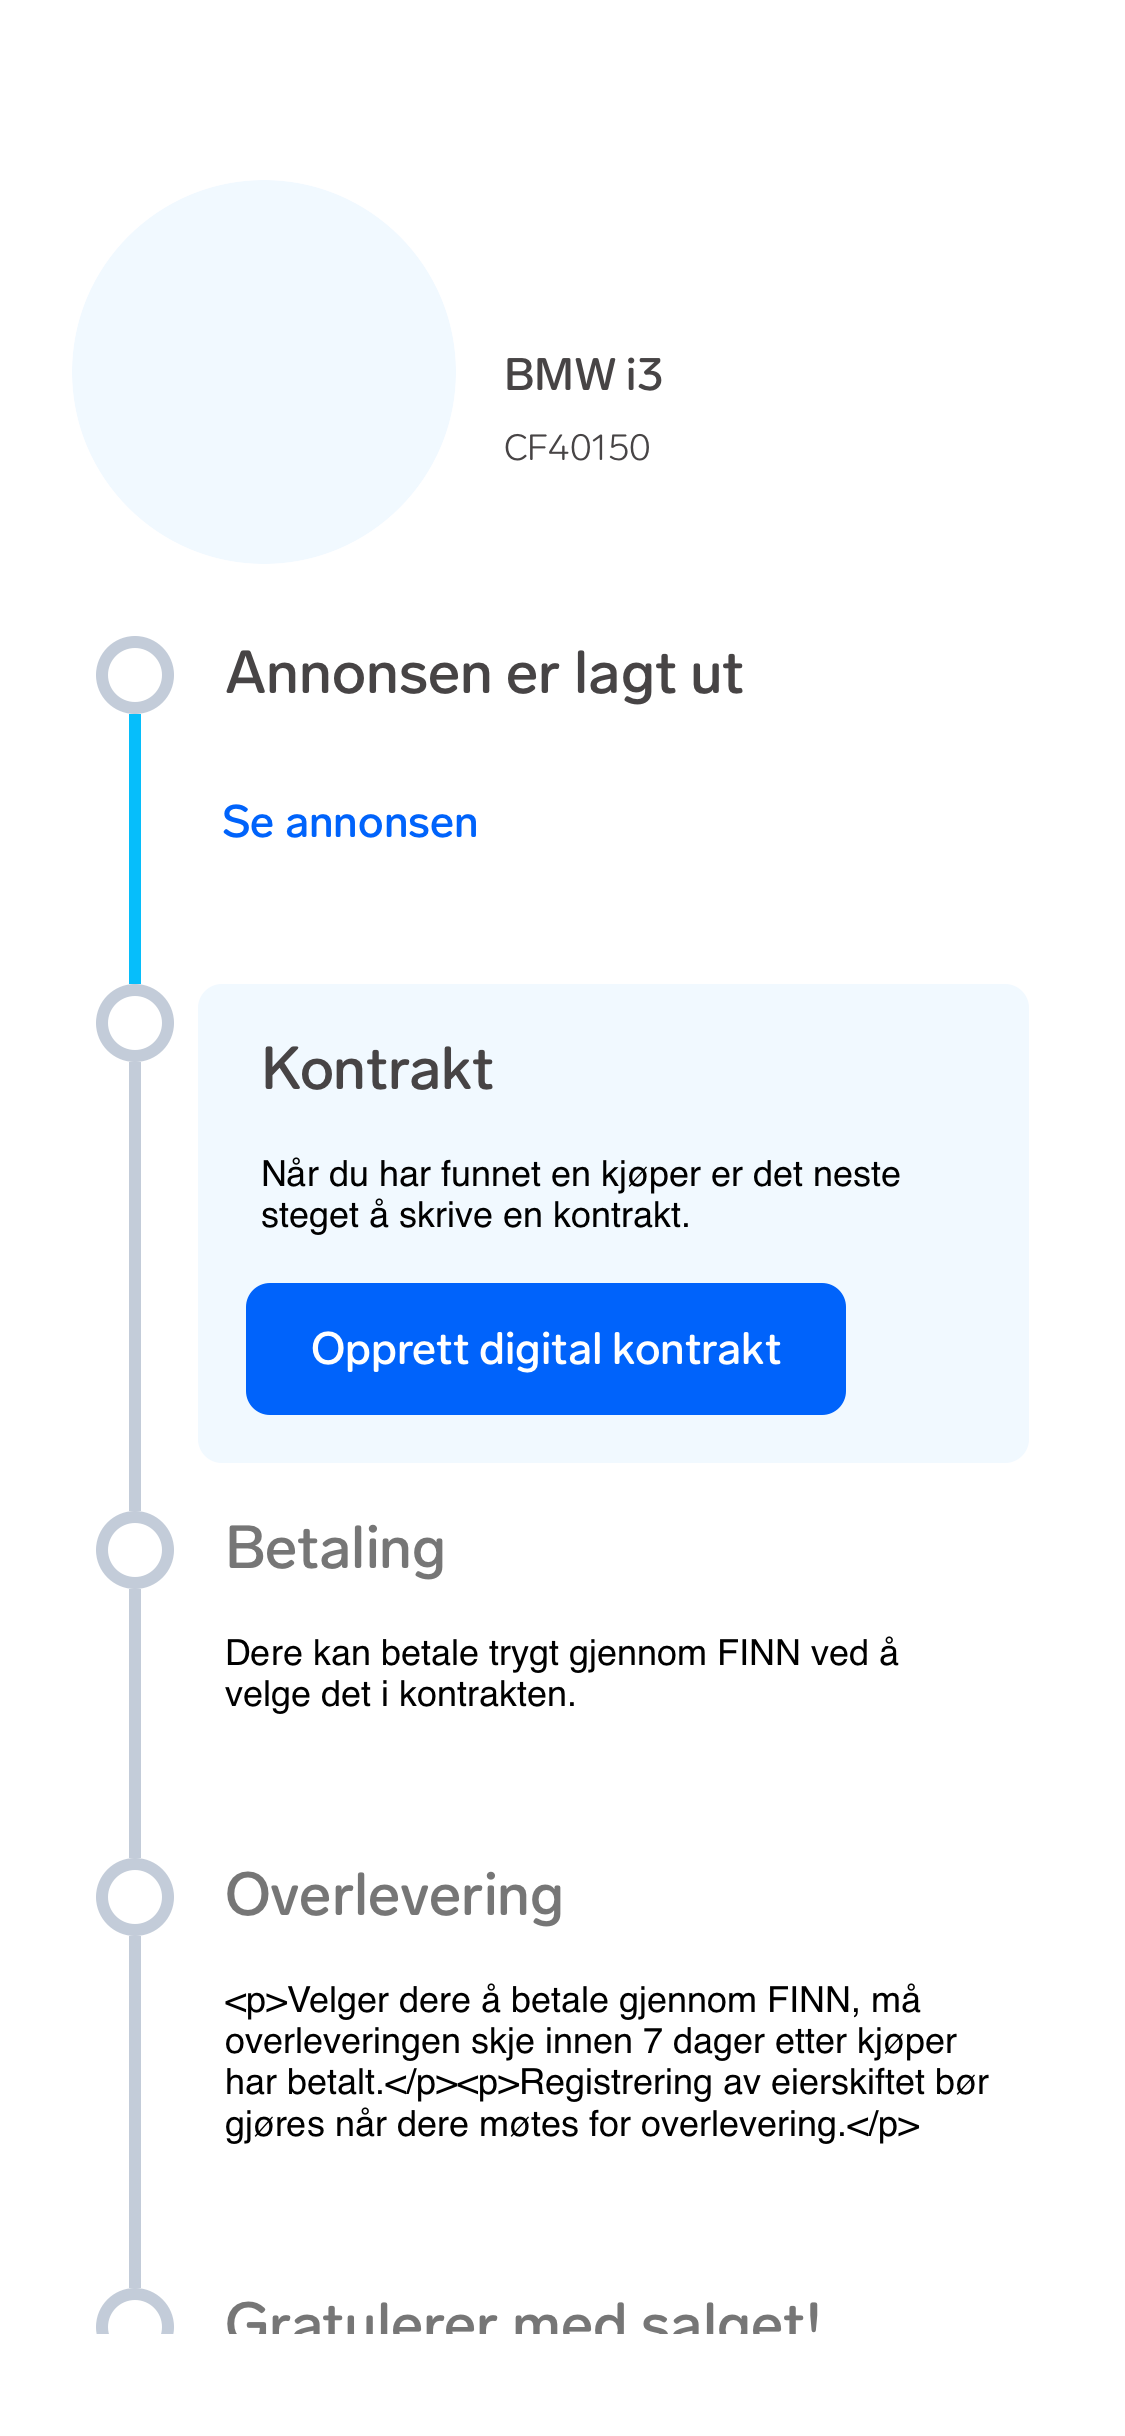 BMW i3
CF40150
Annonsen er lagt ut
Se annonsen
Kontrakt
Når du har funnet en kjøper er det neste
steget å skrive en kontrakt.
Opprett digital kontrakt
Betaling
Dere kan betale trygt gjennom FINN ved å
velge det i kontrakten.
Overlevering
<p>Velger dere å betale gjennom FINN, må
overleveringen skje innen 7 dager etter kjøper
har betalt.</p><p>Registrering av eierskiftet bør
gjøres når dere møtes for overlevering.</p>
Gratulerer med salget!